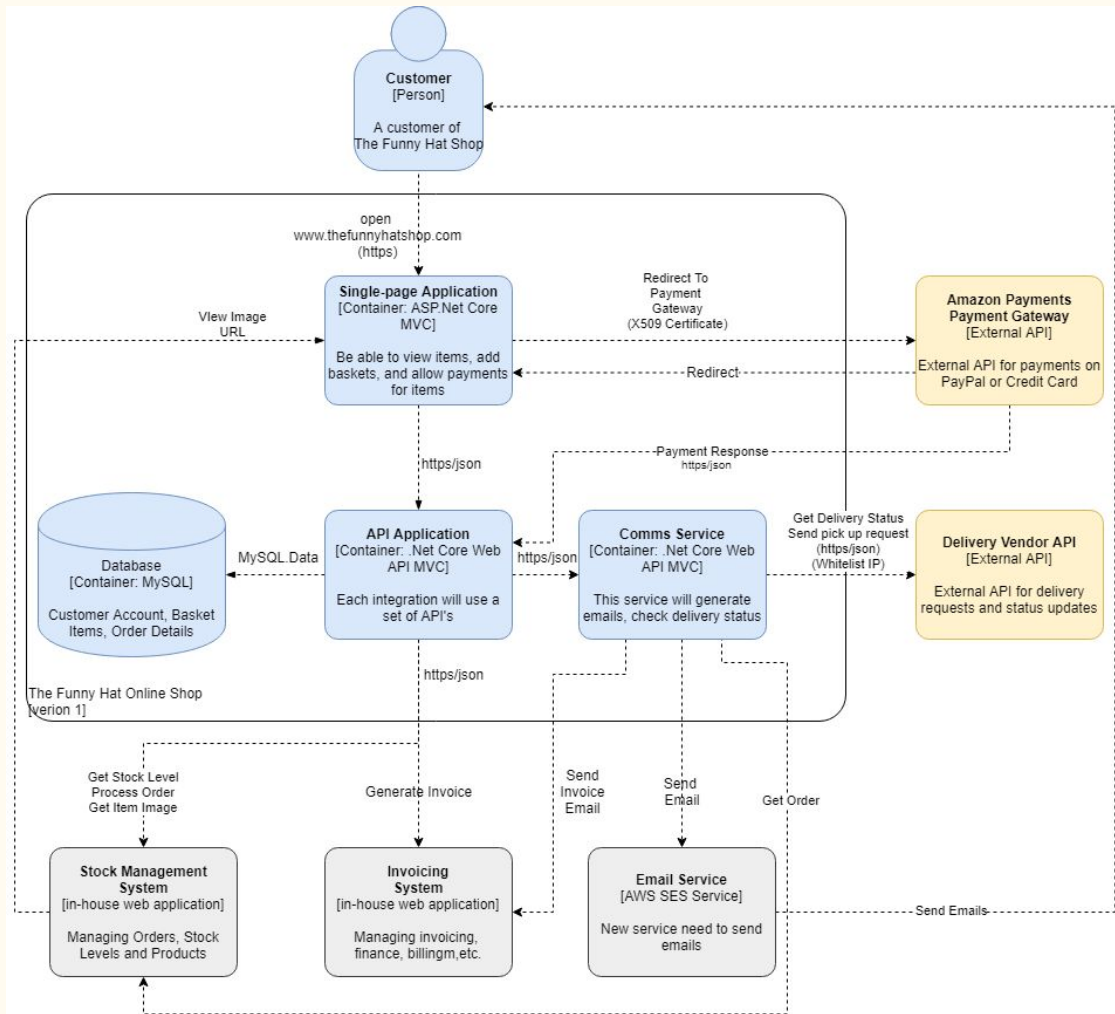 Customer
[Person]
A customer of
The Funny Hat Shop
open
www.thefunnyhatshop.com
(https)
Single-page Application
[Container: ASP.Net Core
MVC]
Be able to view items, add
baskets, and allow payments
for items
VIew Image
URL
Redirect To
Payment
Gateway
(X509 Certificate)
Redirect
Amazon Payments
Payment Gateway
[External API]
External API for payments on
PayPal or Credit Card
https/json
Payment Response
https/json
Database
[Container: MySQL]
Customer Account, Basket
Items, Order Details
MySQL.Data
API Application
[Container: .Net Core Web
API MVC]
Each integration will use a
set of API's
https/json
Comms Service
[Container: .Net Core Web
API MVC]
This service will generate
emails, check delivery status
Get Delivery Status
Send pick up request
(https/json)
(Whitelist IP)
Delivery Vendor API
[External API]
External API for delivery
requests and status updates
https/json
The Funny Hat Online Shop
[verion 1]
Get Stock Level
Process Order
Get Item Image
Generate Invoice
Send
Invoice
Email
Send
Email
Get Order
Stock Management
System
[in-house web application]
Managing Orders, Stock
Levels and Products
Invoicing
System
[in-house web application]
Managing invoicing,
finance, billingm,etc.
Email Service
[AWS SES Service]
New service need to send
emails
Send Emails